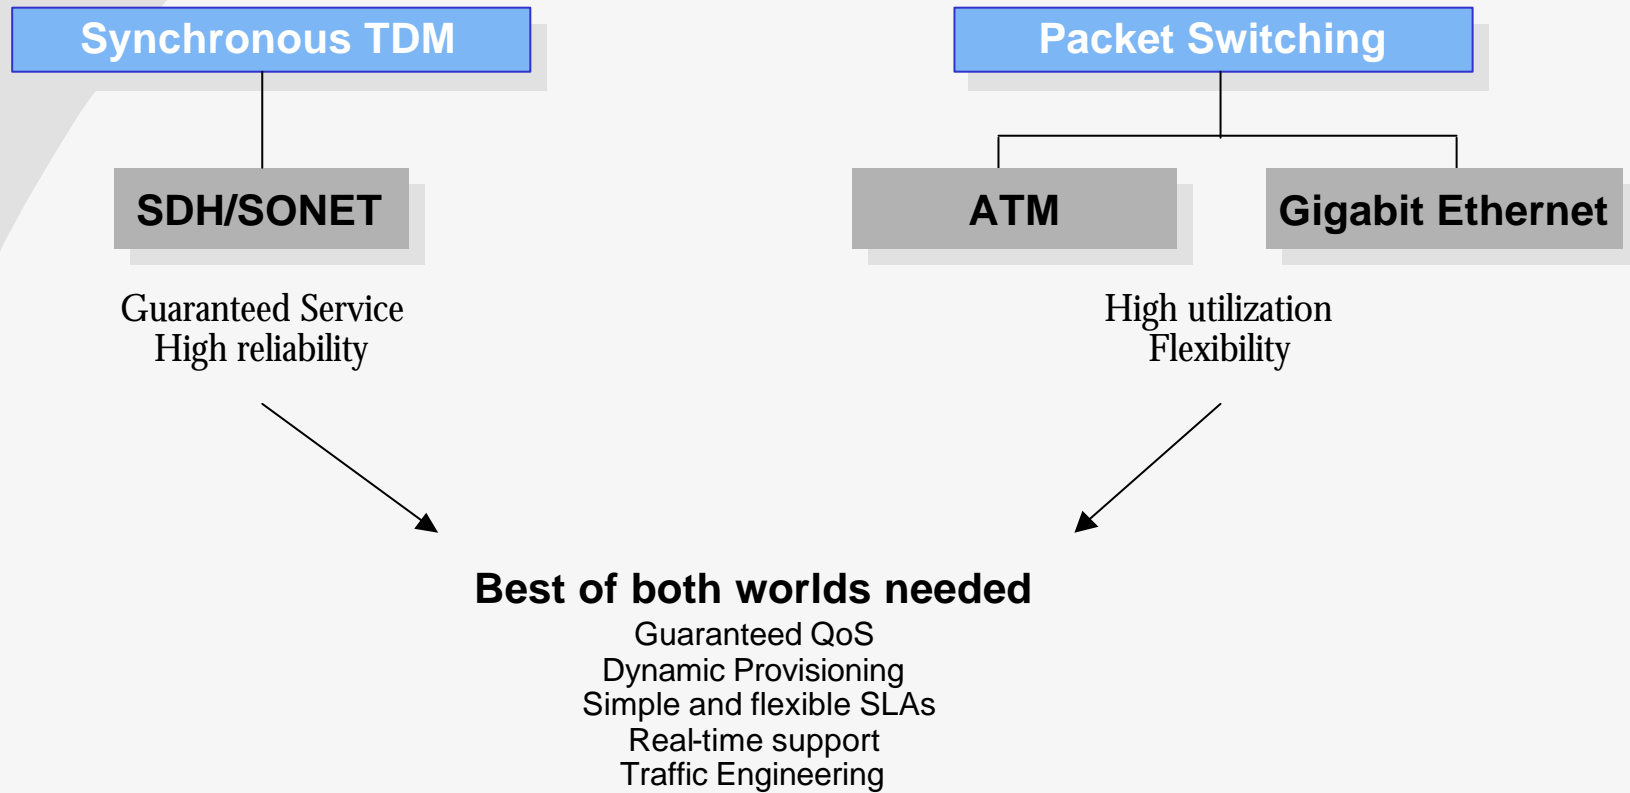 Synchronous TDM
Packet Switching
SDH/SONET
ATM
Gigabit Ethernet
Guaranteed Service
High reliability
High utilization
Flexibility
Best of both worlds needed
Guaranteed QoS
Dynamic Provisioning
Simple and flexible SLAs
Real-time support
Traffic Engineering